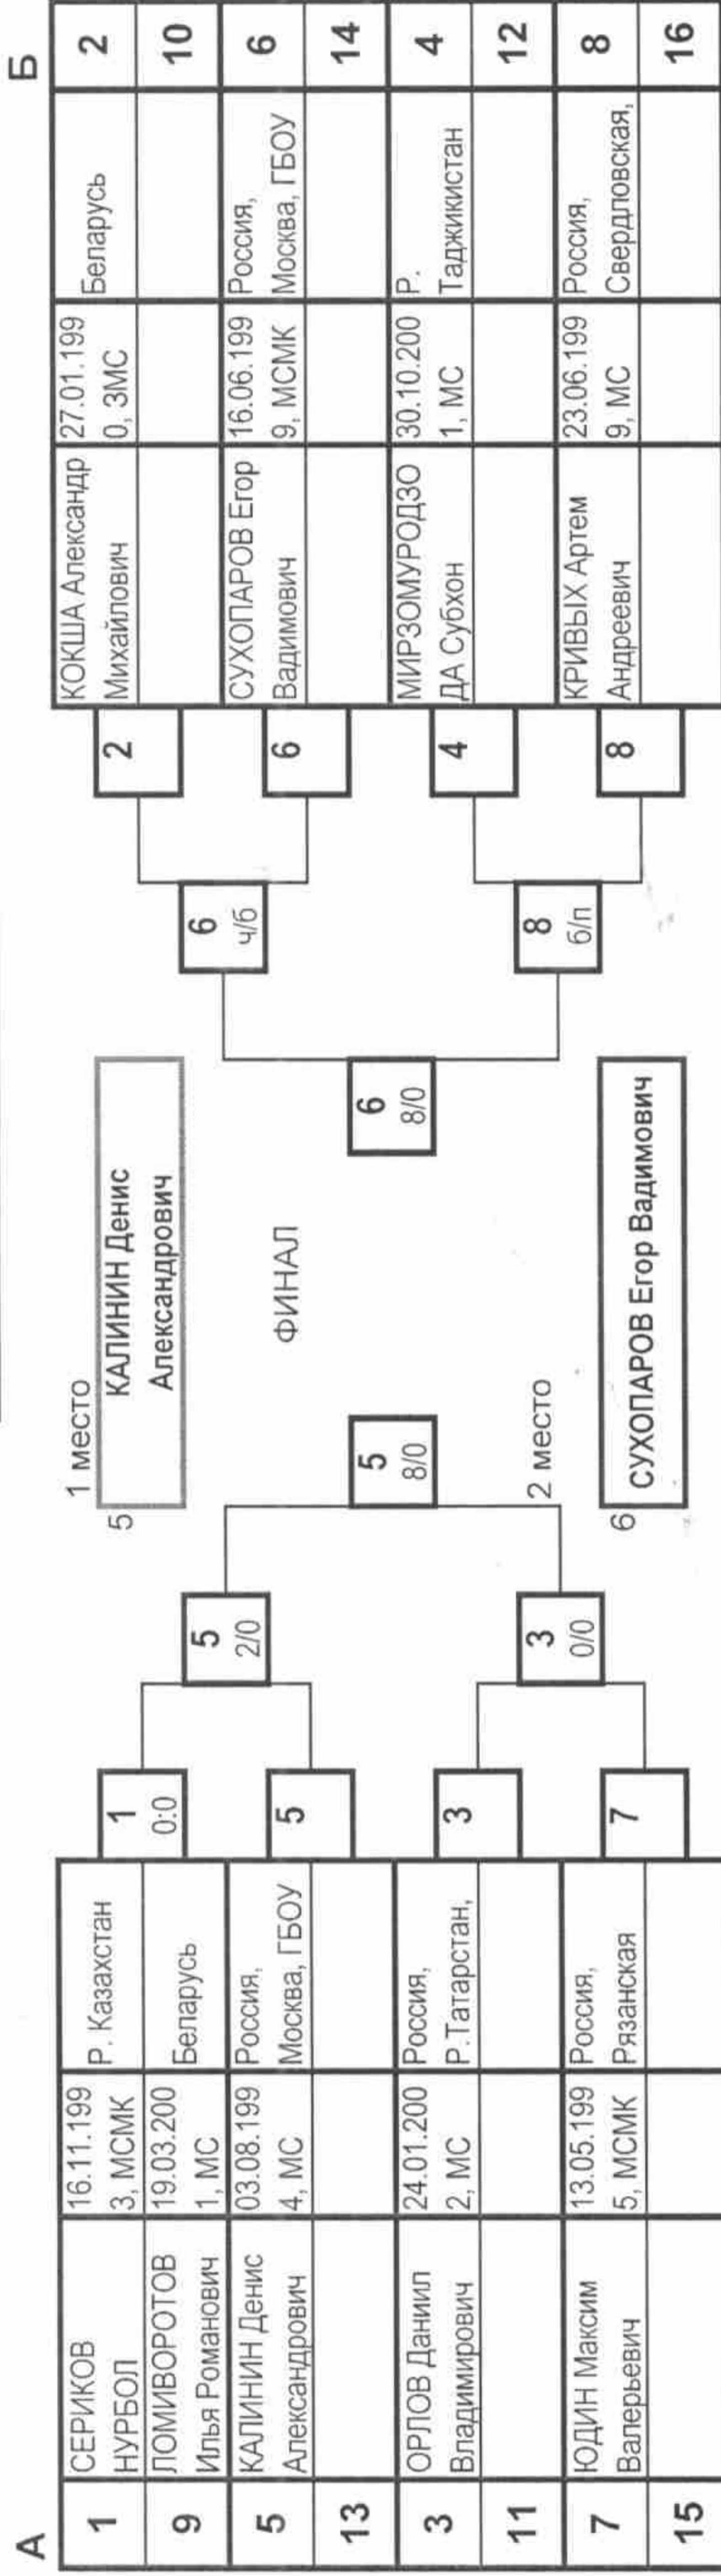 А
1
СЕРИКОВ
НУРБОЛ
16.11.199
3, МСМК
Р. Казахстан
9
ЛОМИВОРОТОВ
Илья Романович
19.03.200
1, МС
Беларусь
5
КАЛИНИН Денис
Александрович
03.08.199
4, МС
Россия,
Москва, ГБОУ
13
3
ОРЛОВ Даниил
Владимирович
24.01.200
2, МС
Россия,
Р.Татарстан,
11
7
ЮДИН Максим
Валерьевич
13.05.199
5, МСМК
Россия,
Рязанская
15
1
0:0
5
3
7
5
2/0
3
0/0
5
8/0
1 место
5
КАЛИНИН Денис
Александрович
ФИНАЛ
2 место
6
СУХОПАРОВ Егор Вадимович
6
8/0
6
ч/б
8
б/п
2
6
4
8
Б
КОКША Александр
Михайлович
27.01.199
0, ЗМС
Беларусь
2
10
СУХОПАРОВ Егор
Вадимович
16.06.199
9, МСМК
Россия,
Москва, ГБОУ
6
14
МИРЗОМУРОДЗО
ДА Субхон
30.10.200
1, МС
Р.
Таджикистан
4
12
КРИВЫХ Артем
Андреевич
23.06.199
9, МС
Россия,
Свердловская,
8
16